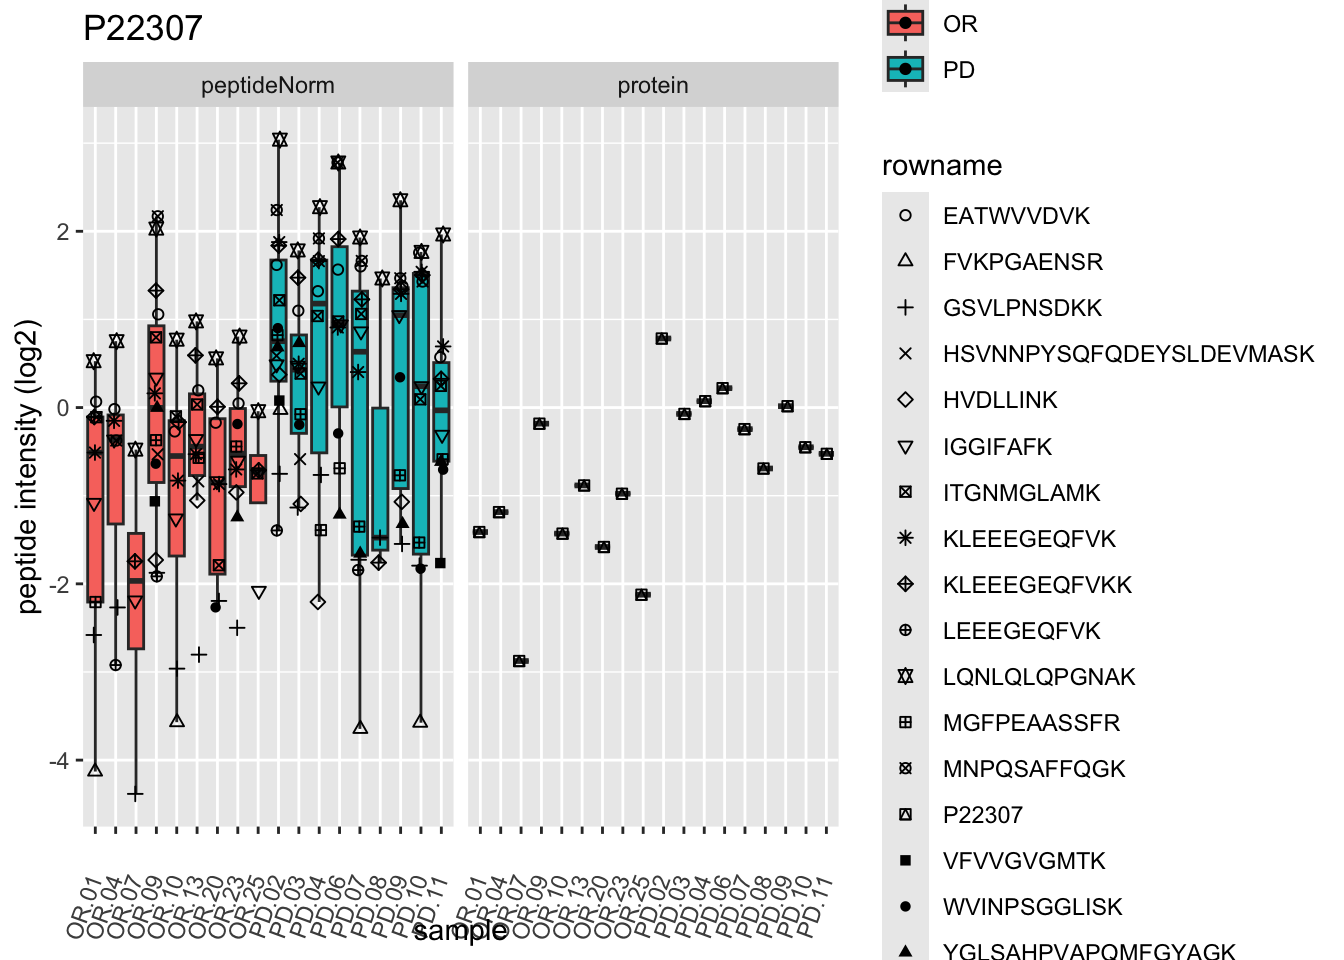 P22307
peptideNorm
protein
peptide intensity (log2)
2
0
-2
-4
OR.01
OR.04
OR.07
OR.09
OR.10
OR.13
OR.20
OR.23
OR.25
PD.02
PD.03
PD.04
PD.06
PD.07
PD.08
PD.09
PD.10
PD.11
OR.01
OR.04
OR.07
OR.09
OR.10
OR.13
OR.20
OR.23
OR.25
PD.02
PD.03
PD.04
PD.06
PD.07
PD.08
PD.09
PD.10
PD.11
sample
OR
PD
rowname
EATWVVDVK
FVKPGAENSR
GSVLPNSDKK
HSVNNPYSQFQDEYSLDEVMASK
HVDLLINK
IGGIFAFK
ITGNMGLAMK
KLEEEGEQFVK
KLEEEGEQFVKK
LEEEGEQFVK
LQNLQLQPGNAK
MGFPEAASSFR
MNPQSAFFQGK
P22307
VFVVGVGMTK
WVINPSGGLISK
YGLSAHPVAPQMFGYAGK